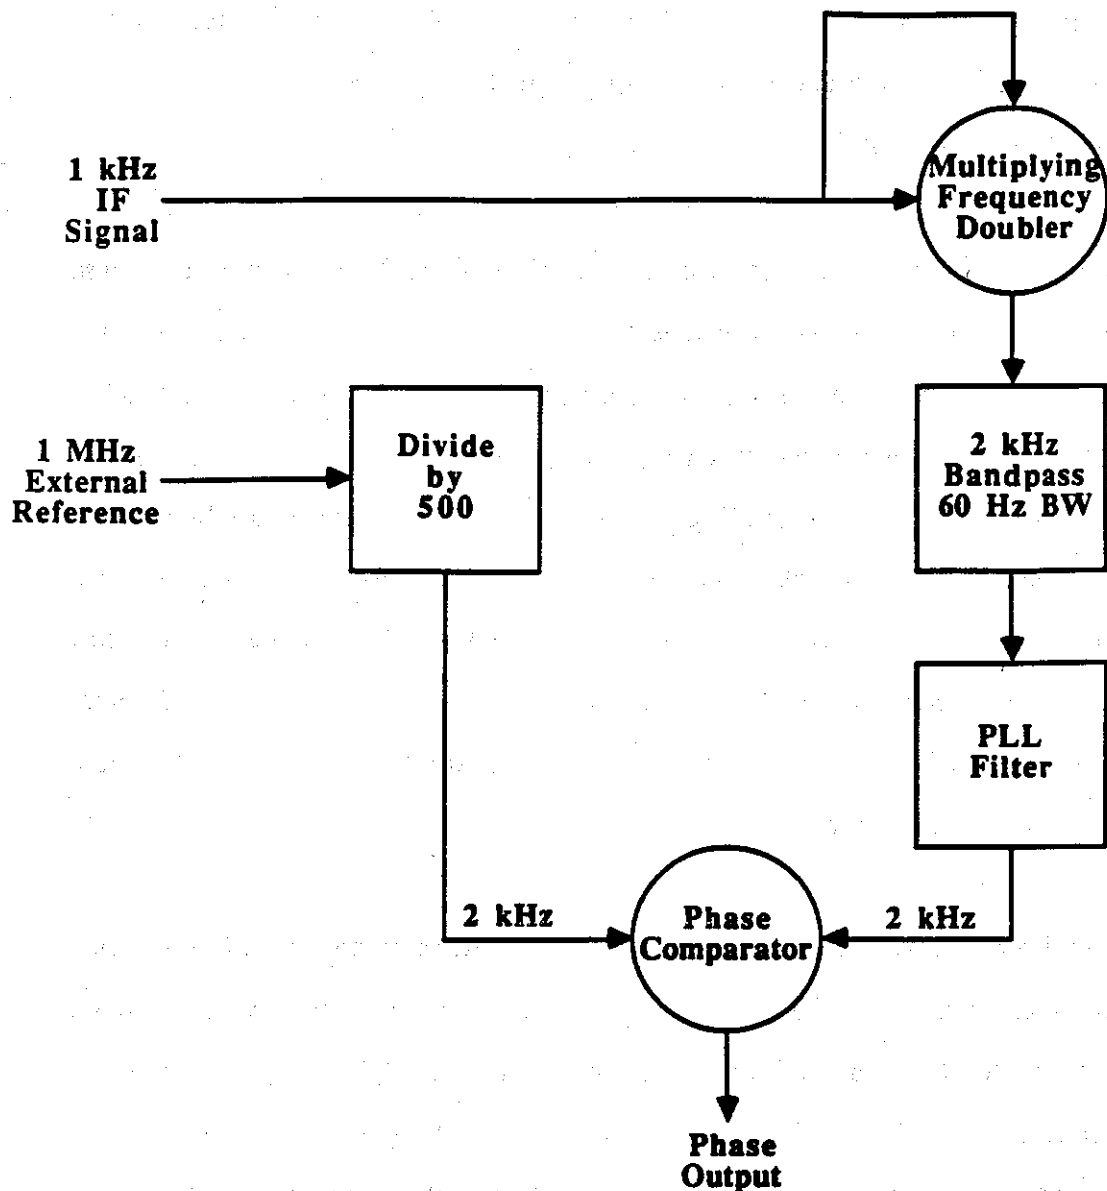 1 kHz
IF
Signal
Multiplying
Frequency
Doubler
1 MHz
External
Reference
Divide
by
500
2 kHz
Bandpass
60 Hz BW
PLL
Filter
2 kHz
Phase
Comparator
2 kHz
Phase
Output